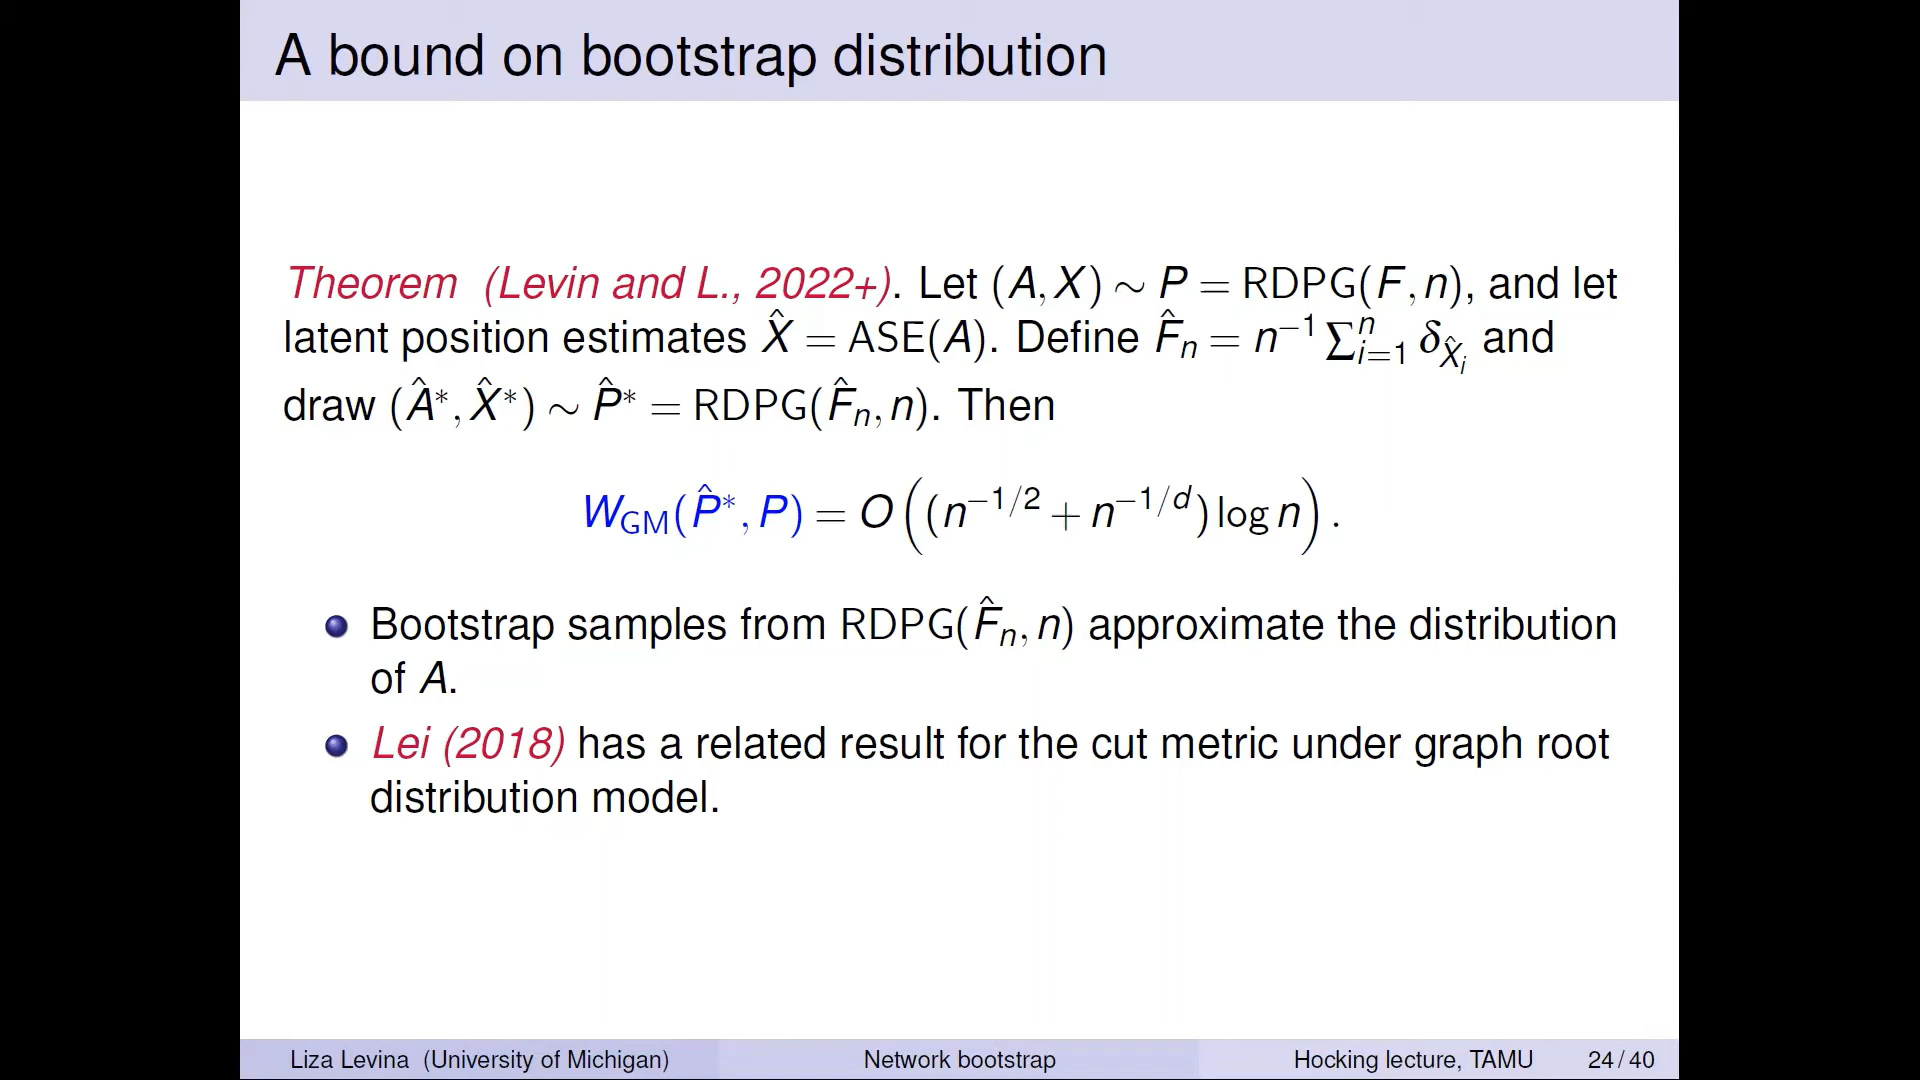 A bound on bootstrap distribution
Theorem (Levin and L., 2022+). Let (A, X) ∼ P = RDPG(F, n), and let
latent position estimates X̂ = ASE(A). Define F̂ₙ = n⁻¹ ∑ⁿᵢ₌₁ δ_{X̂ᵢ} and
draw (Â*, X̂*) ∼ P̂* = RDPG(F̂ₙ, n). Then
W_GM(P̂*, P) = O((n^{−1/2} + n^{−1/d}) log n).
Bootstrap samples from RDPG(F̂ₙ, n) approximate the distribution
of A.
Lei (2018) has a related result for the cut metric under graph root
distribution model.
Liza Levina (University of Michigan) Network bootstrap Hocking lecture, TAMU 24 / 40